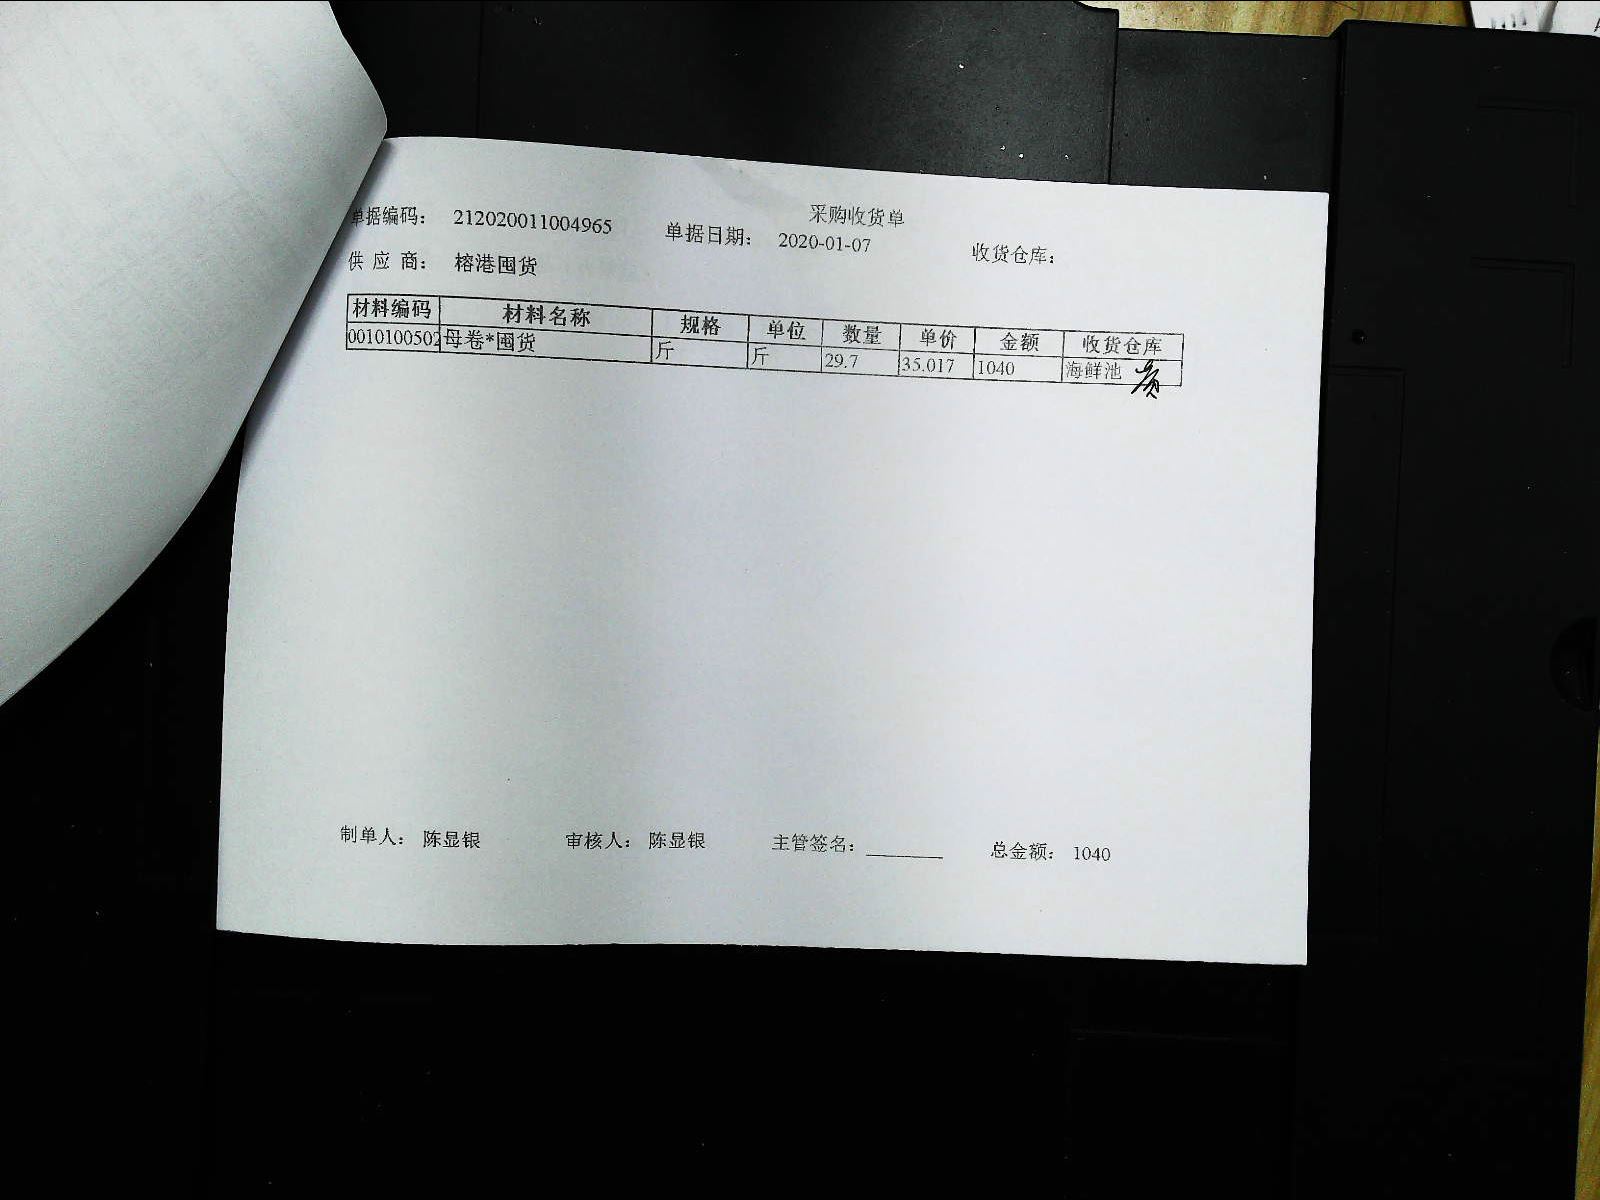 采购收货单
单据编码： 212020011004965 单据日期： 2020-01-07 收货仓库：
供 应 商： 榕港囤货
材料编码 材料名称 规格 单位 数量 单价 金额 收货仓库
0010100502 母卷*囤货 斤 斤 29.7 35.017 1040 海鲜池
制单人： 陈显银 审核人： 陈显银 主管签名： 总金额： 1040